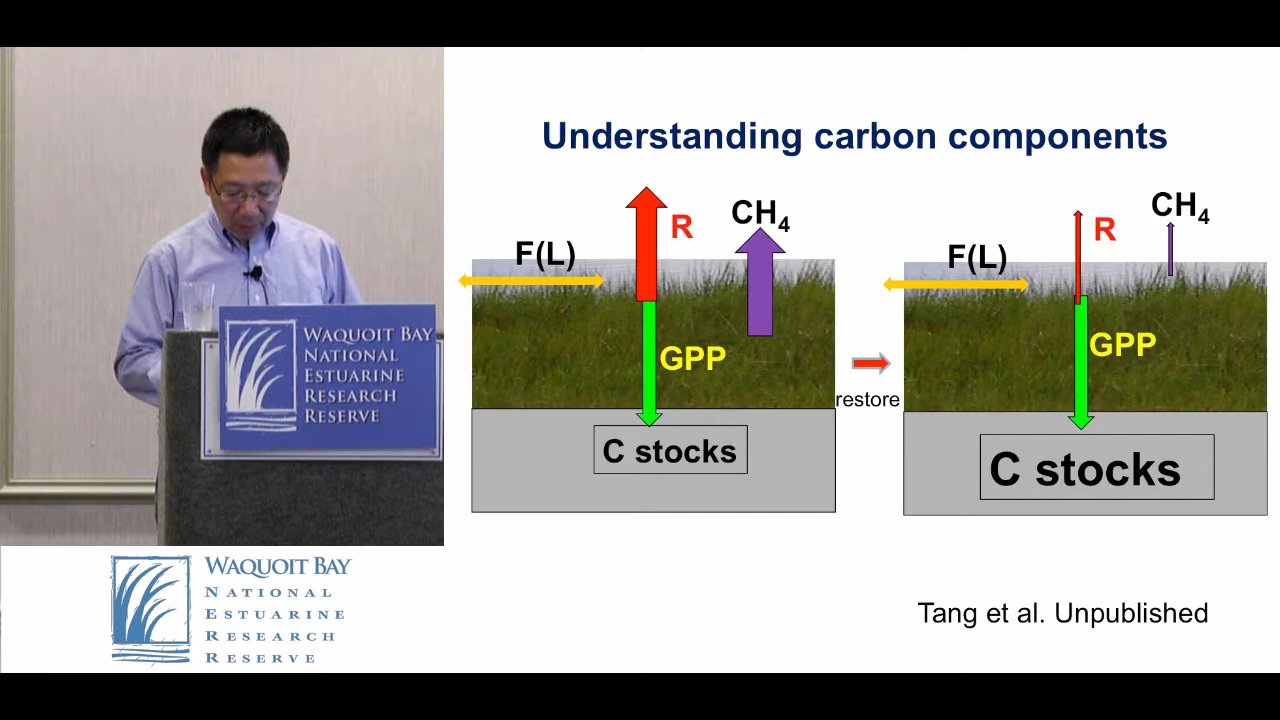 Understanding carbon components
F(L)
R
CH4
GPP
C stocks
restore
F(L)
R
CH4
GPP
C stocks
Tang et al. Unpublished
WAQUOIT BAY
NATIONAL
ESTUARINE
RESEARCH
RESERVE
WAQUOIT BAY
NATIONAL
ESTUARINE
RESEARCH
RESERVE